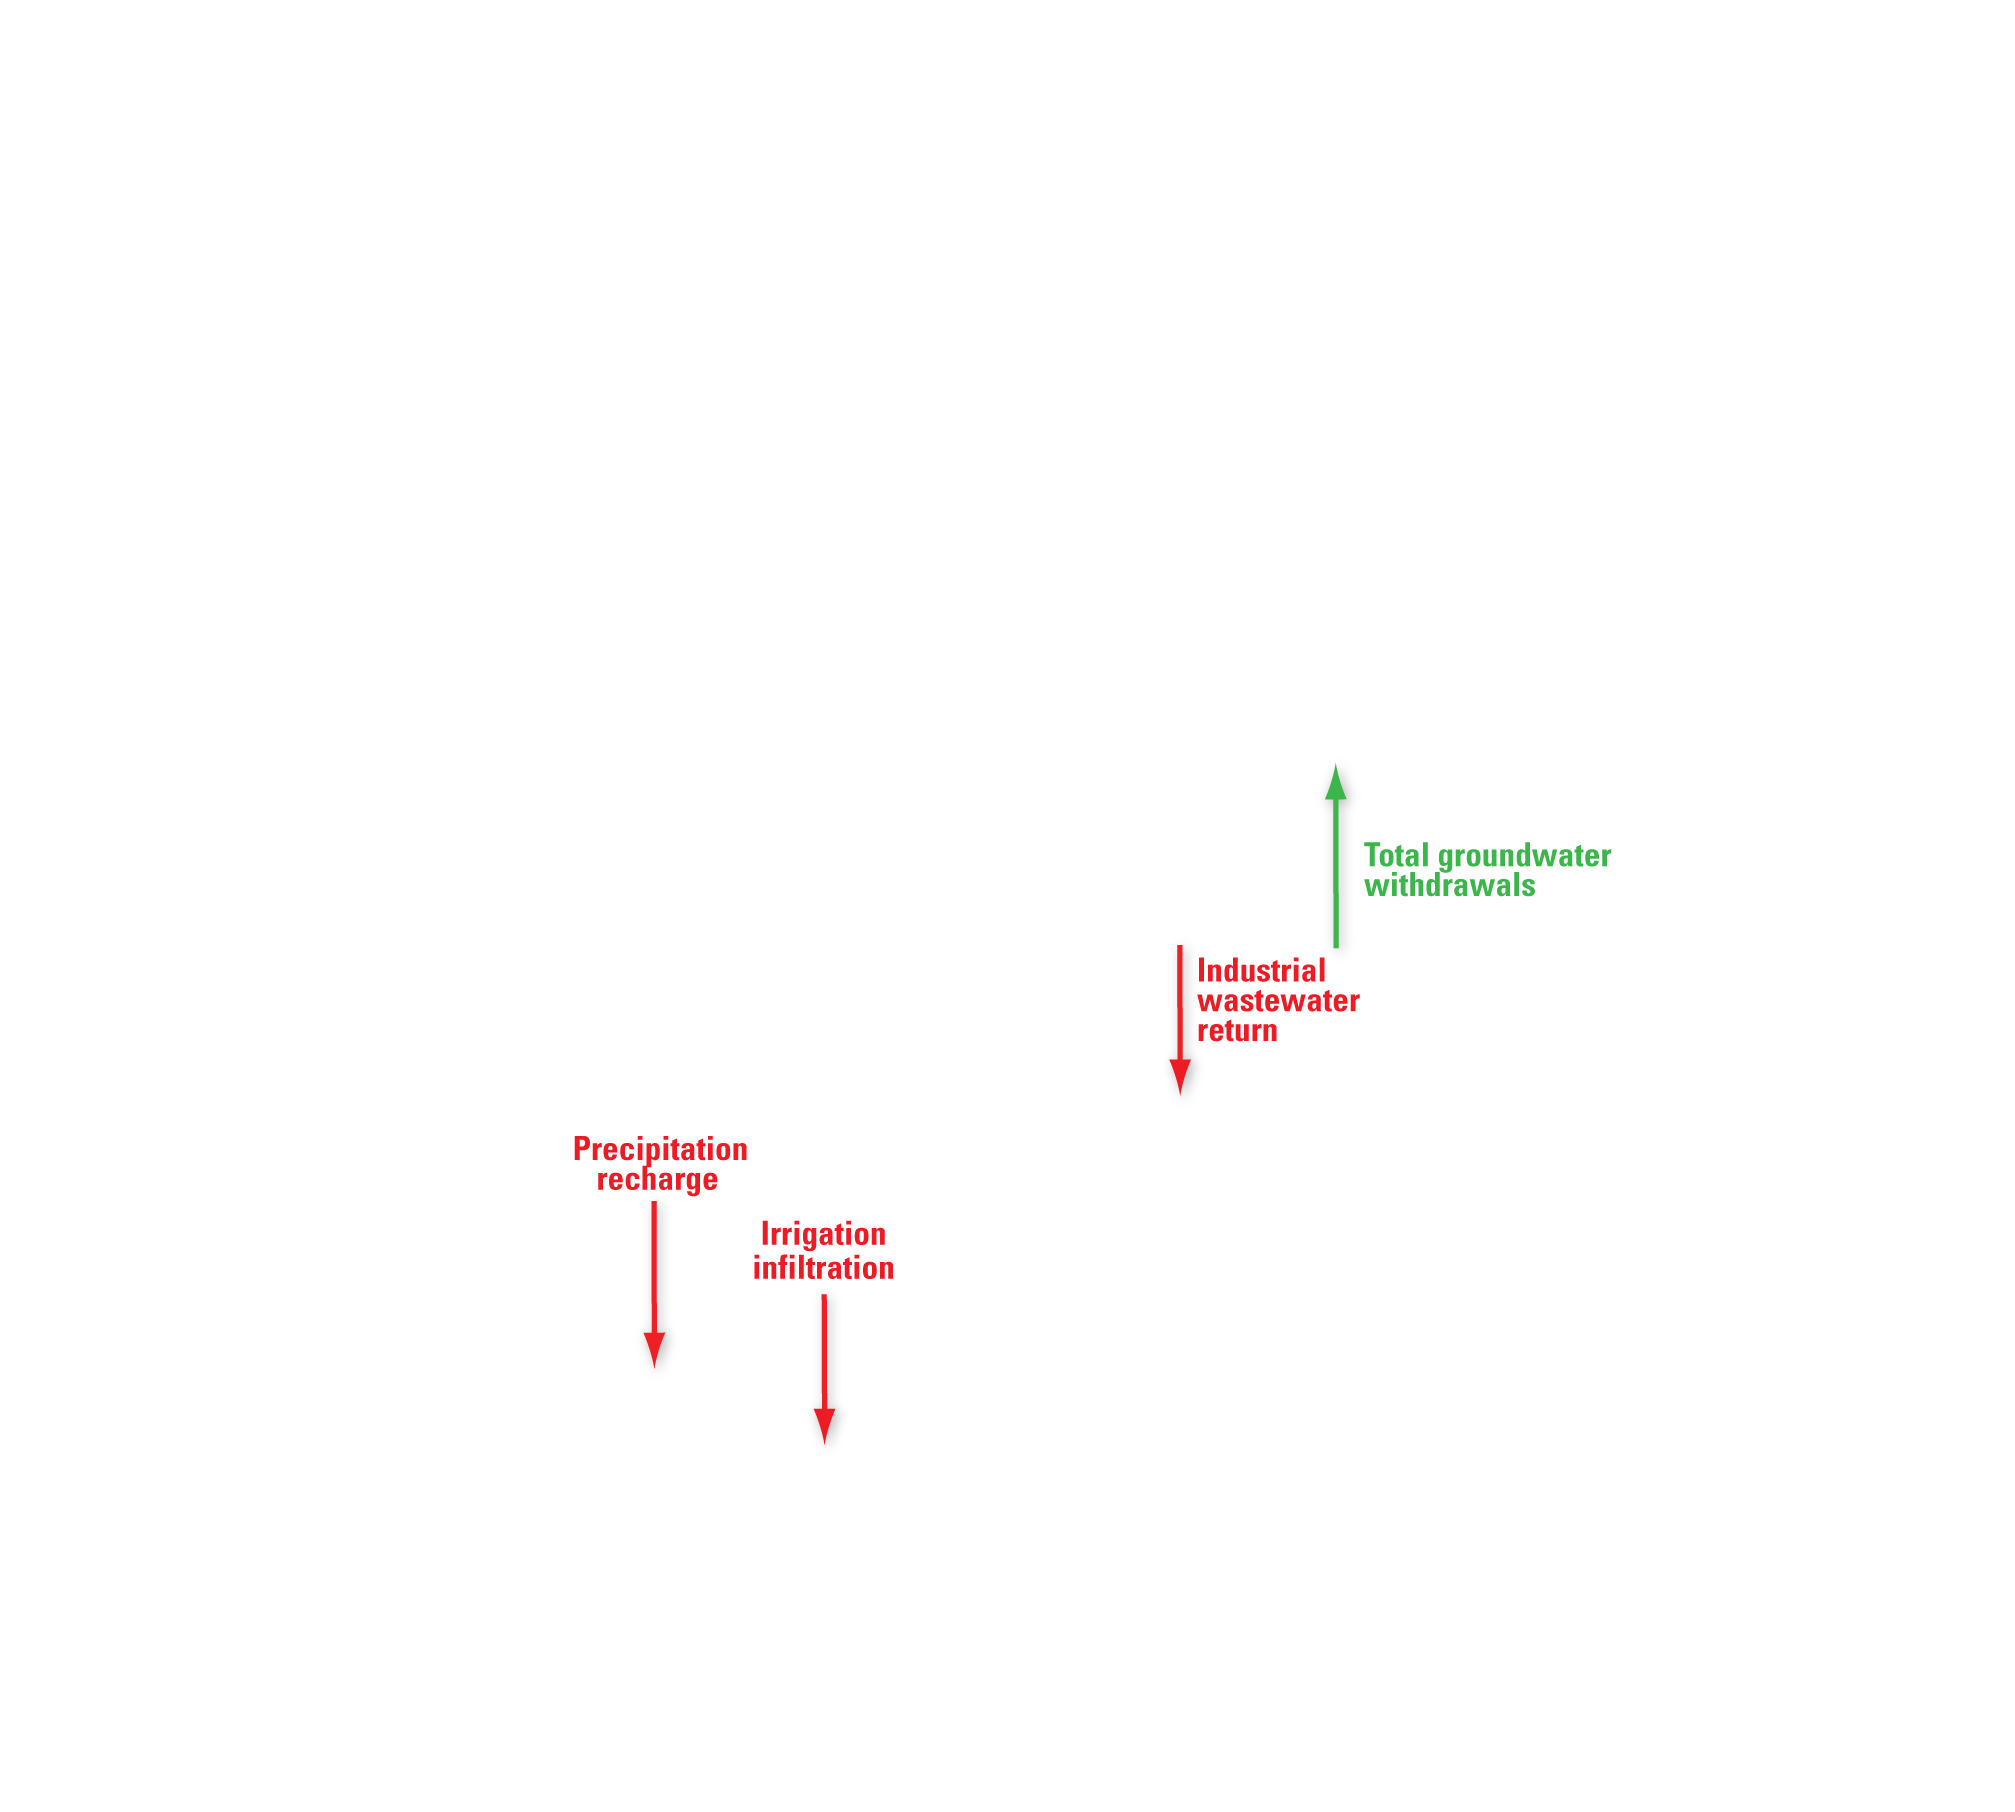 Total groundwater
withdrawals
Industrial
wastewater
return
Precipitation
recharge
Irrigation
infiltration